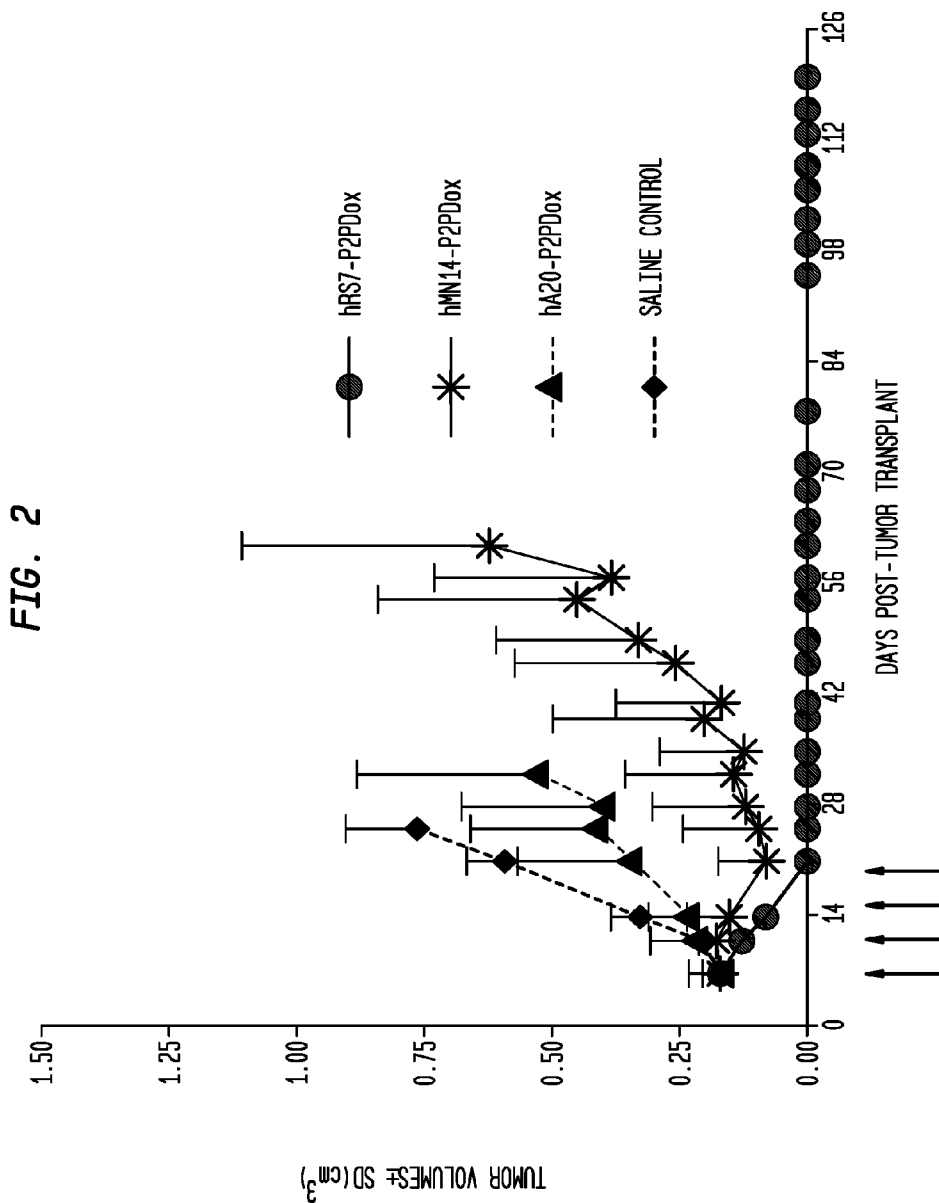 FIG. 2
hRS7-P2PDox
hMN14-P2PDox
hA20-P2PDox
SALINE CONTROL
TUMOR VOLUMES± SD(cm³)
1.50
1.25
1.00
0.75
0.50
0.25
0.00
0 14 28 42 56 70 84 98 112 126
DAYS POST-TUMOR TRANSPLANT